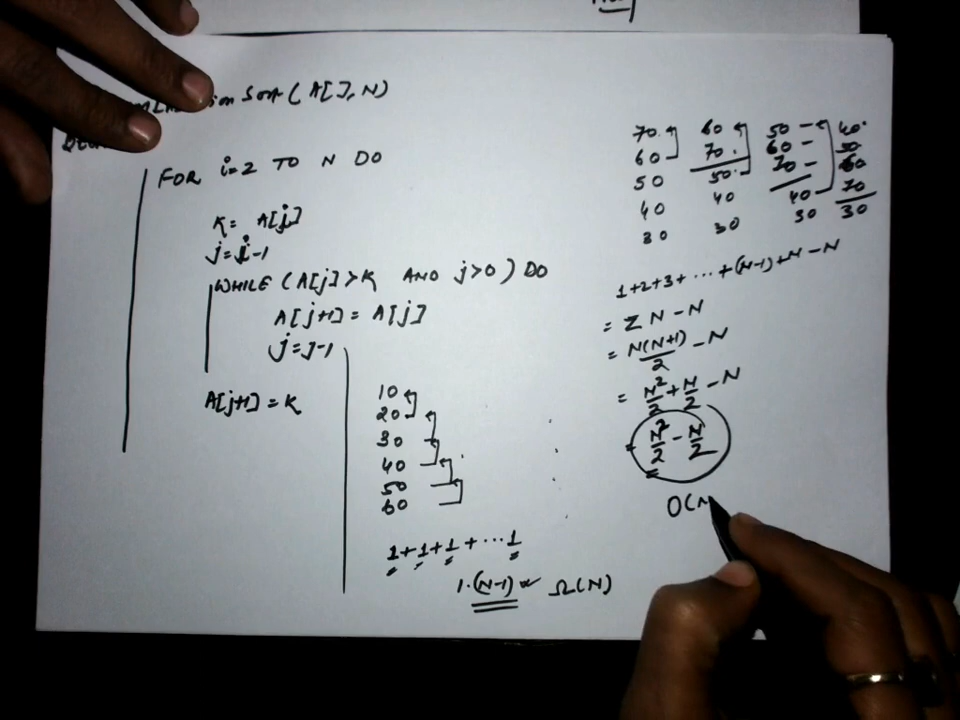 Sort (A[], N)
FOR i=2 TO N DO
K = A[j]
j=i-1
WHILE (A[j]>K AND j>0) DO
A[j+1] = A[j]
j=j-1
A[j+1] = K
10
20
30
40
50
60
1+1+1+...1
1.(N-1) Ω(N)
70 60 50 40
60 70 60 50
50 50 70 60
40 40 40 70
30 30 30 30
1+2+3+...+(N-1)+N-N
= ΣN-N
= N(N+1)/2 -N
= N²/2 + N/2 -N
= N²/2 - N/2
O(N